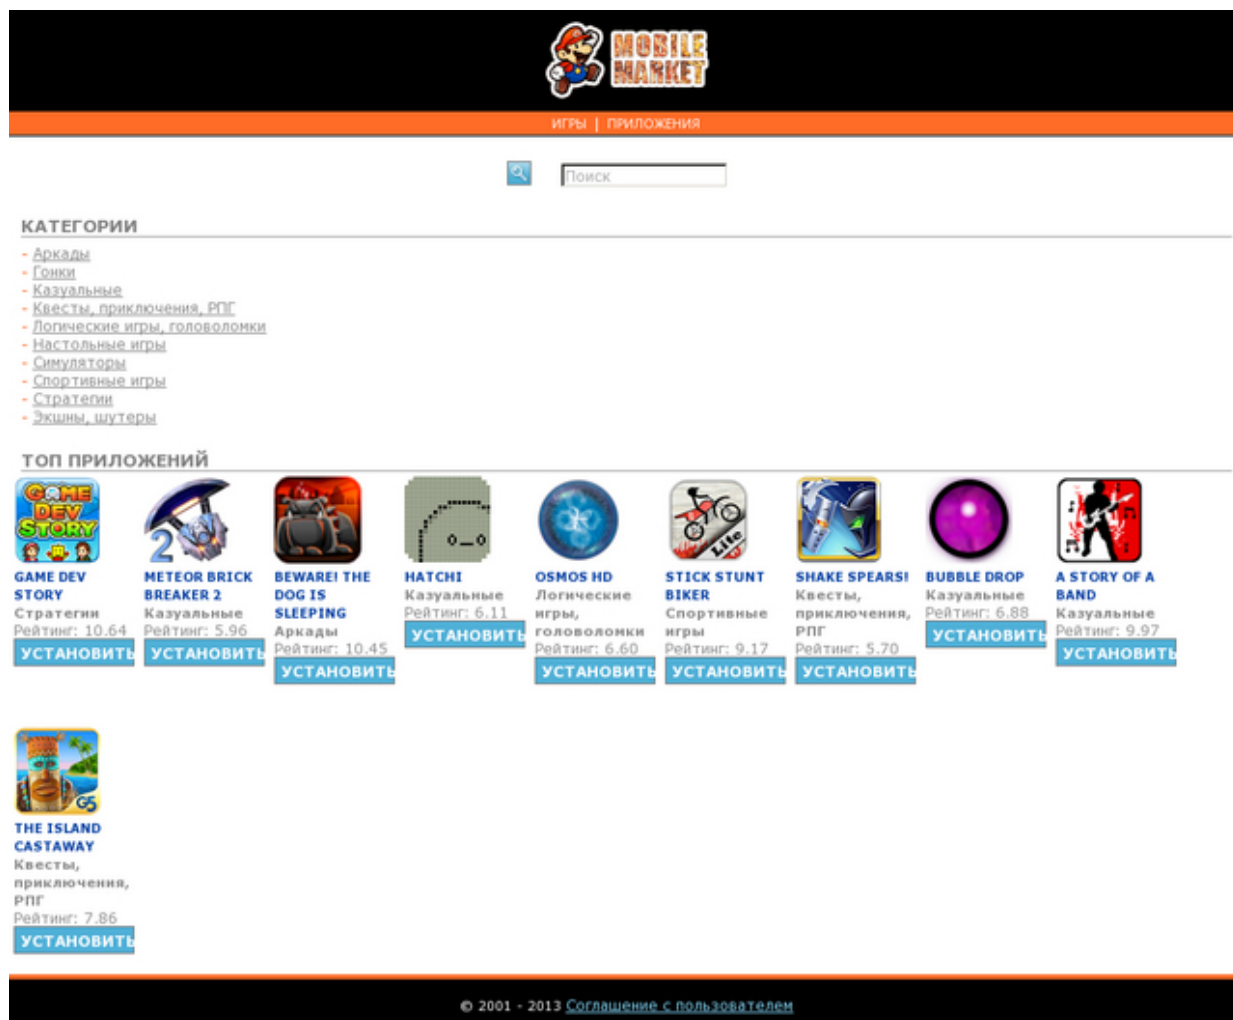 MOBILE
MARKET
ИГРЫ | ПРИЛОЖЕНИЯ
Поиск
КАТЕГОРИИ
- Аркады
- Гонки
- Казуальные
- Квесты, приключения, РПГ
- Логические игры, головоломки
- Настольные игры
- Симуляторы
- Спортивные игры
- Стратегии
- Экшны, шутеры
ТОП ПРИЛОЖЕНИЙ
GAME
DEV
STORY
GAME DEV
STORY
Стратегии
Рейтинг: 10.64
УСТАНОВИТЬ
2
METEOR BRICK
BREAKER 2
Казуальные
Рейтинг: 5.96
УСТАНОВИТЬ
BEWARE! THE
DOG IS
SLEEPING
Аркады
Рейтинг: 10.45
УСТАНОВИТЬ
HATCHI
Казуальные
Рейтинг: 6.11
УСТАНОВИТЬ
OSMOS HD
Логические
игры,
головоломки
Рейтинг: 6.60
УСТАНОВИТЬ
Lite
STICK STUNT
BIKER
Спортивные
игры
Рейтинг: 9.17
УСТАНОВИТЬ
SHAKE SPEARS!
Квесты,
приключения,
РПГ
Рейтинг: 5.70
УСТАНОВИТЬ
BUBBLE DROP
Казуальные
Рейтинг: 6.88
УСТАНОВИТЬ
A STORY OF A
BAND
Казуальные
Рейтинг: 9.97
УСТАНОВИТЬ
G5
THE ISLAND
CASTAWAY
Квесты,
приключения,
РПГ
Рейтинг: 7.86
УСТАНОВИТЬ
© 2001 - 2013 Соглашение с пользователем